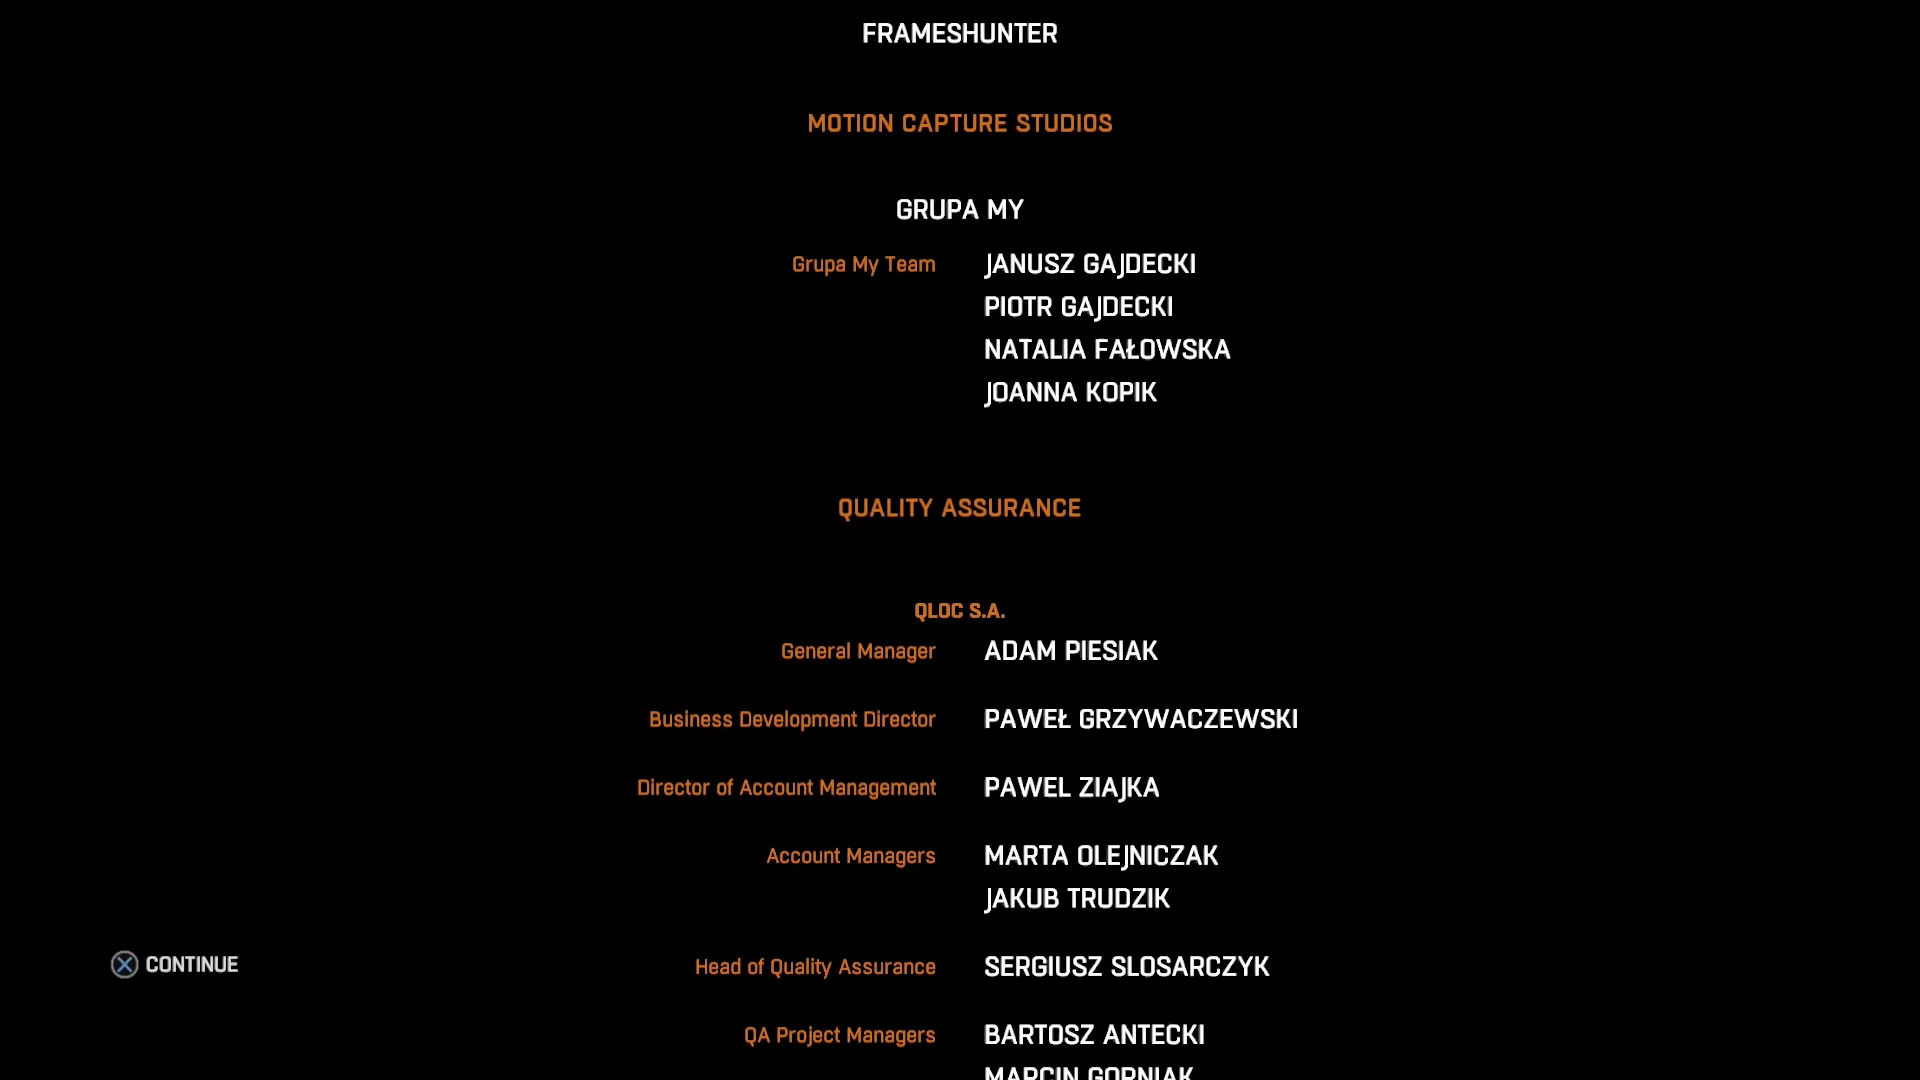 FRAMESHUNTER
MOTION CAPTURE STUDIOS
GRUPA MY
Grupa My Team JANUSZ GAJDECKI
PIOTR GAJDECKI
NATALIA FAŁOWSKA
JOANNA KOPIK
QUALITY ASSURANCE
QLOC S.A.
General Manager ADAM PIESIAK
Business Development Director PAWEŁ GRZYWACZEWSKI
Director of Account Management PAWEL ZIAJKA
Account Managers MARTA OLEJNICZAK
JAKUB TRUDZIK
CONTINUE
Head of Quality Assurance SERGIUSZ SLOSARCZYK
QA Project Managers BARTOSZ ANTECKI
MARCIN GORNIAK